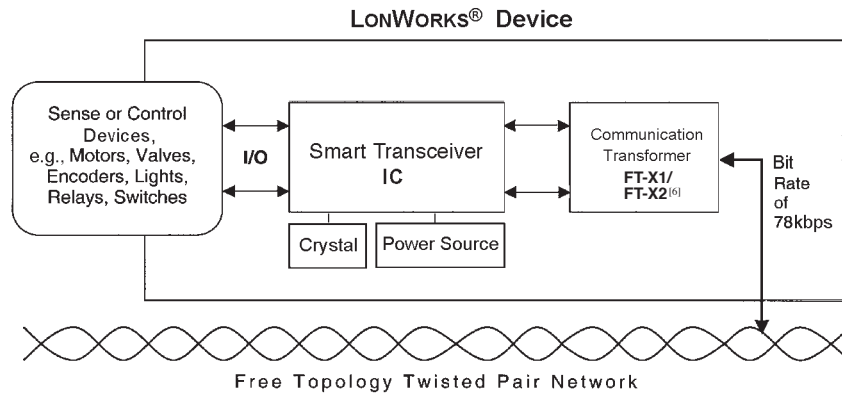 LONWORKS® Device
Sense or Control
Devices,
e.g., Motors, Valves,
Encoders, Lights,
Relays, Switches
I/O
Smart Transceiver
IC
Crystal
Power Source
Communication
Transformer
FT-X1/
FT-X2[6]
Bit
Rate
of
78kbps
Free Topology Twisted Pair Network